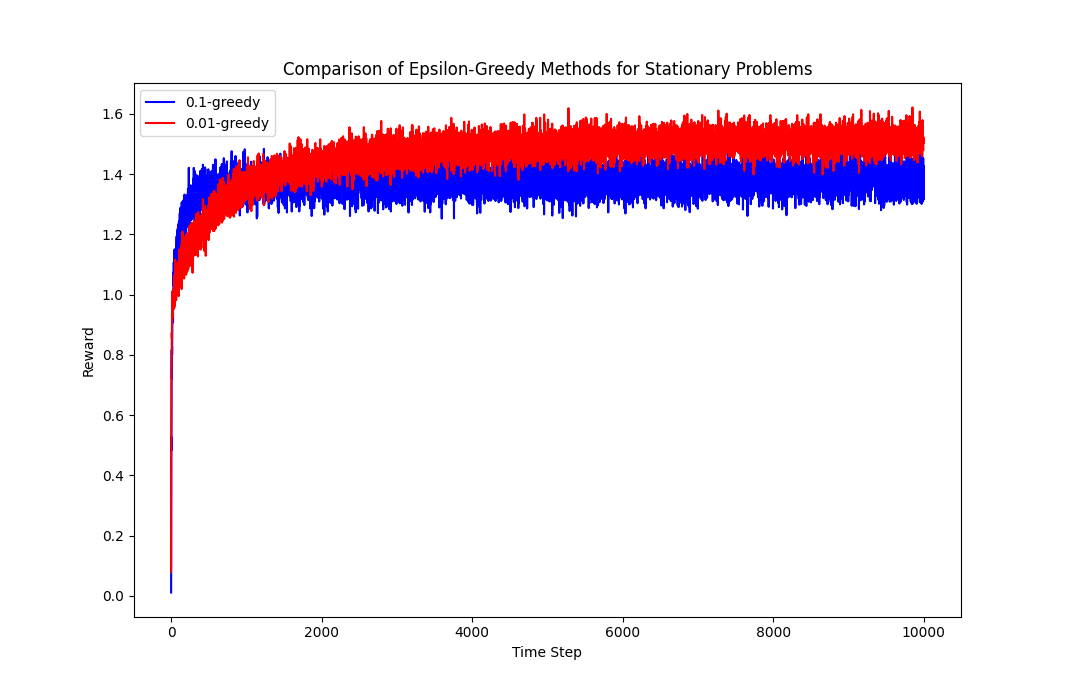 Comparison of Epsilon-Greedy Methods for Stationary Problems
0.1-greedy
0.01-greedy
Reward
1.6
1.4
1.2
1.0
0.8
0.6
0.4
0.2
0.0
0 2000 4000 6000 8000 10000
Time Step